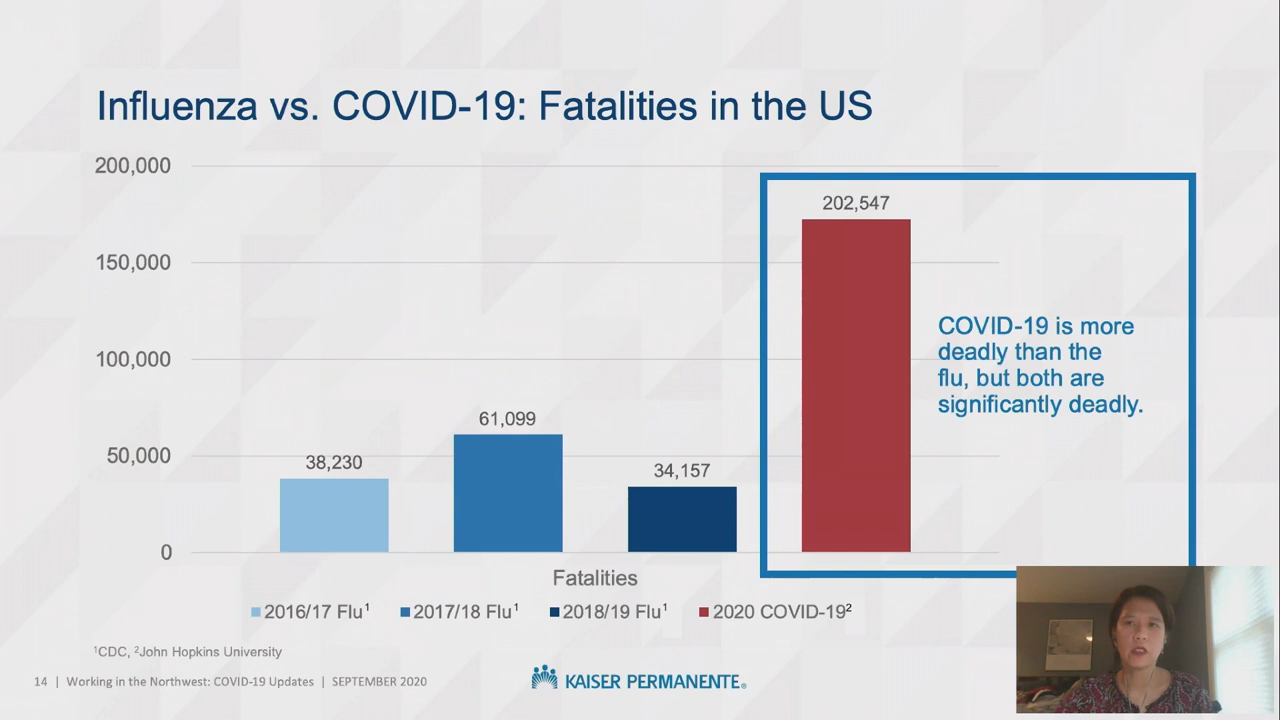 Influenza vs. COVID-19: Fatalities in the US
200,000
150,000
100,000
50,000
0
38,230
61,099
34,157
202,547
COVID-19 is more
deadly than the
flu, but both are
significantly deadly.
Fatalities
2016/17 Flu¹ 2017/18 Flu¹ 2018/19 Flu¹ 2020 COVID-19²
¹CDC, ²John Hopkins University
14 | Working in the Northwest: COVID-19 Updates | SEPTEMBER 2020
KAISER PERMANENTE®